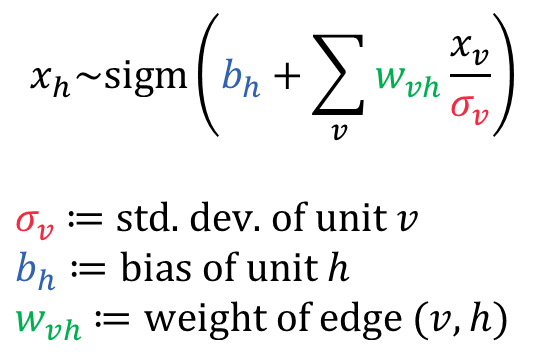 x_h~sigm(b_h + ∑_v w_vh x_v/σ_v)
σ_v ≔ std. dev. of unit v
b_h ≔ bias of unit h
w_vh ≔ weight of edge (v, h)